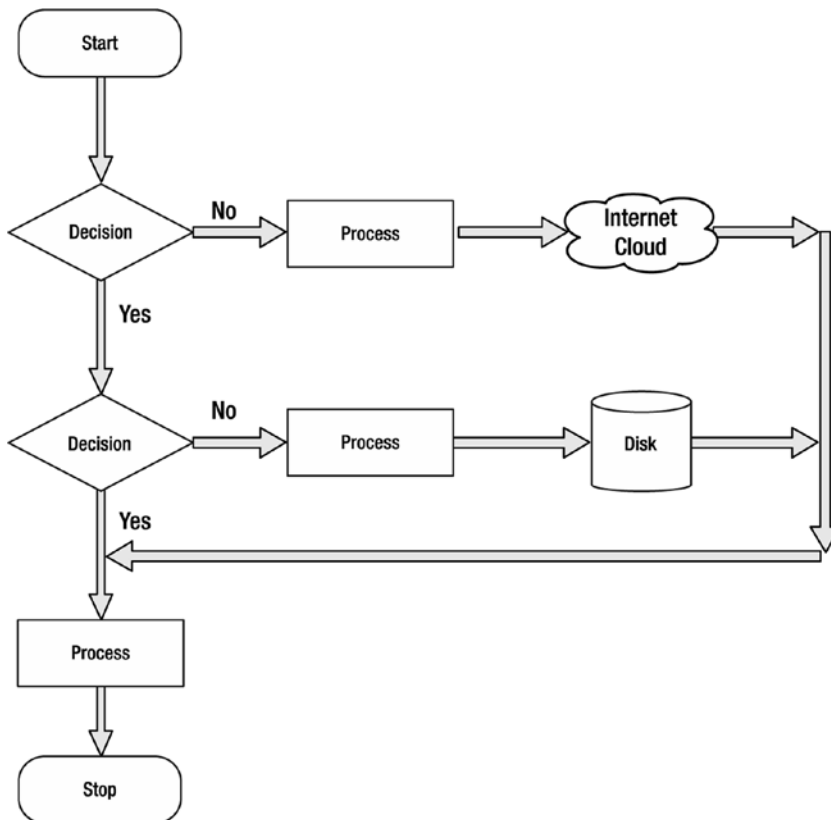 Start
Decision
No
Process
Internet
Cloud
Yes
Decision
No
Process
Disk
Yes
Process
Stop